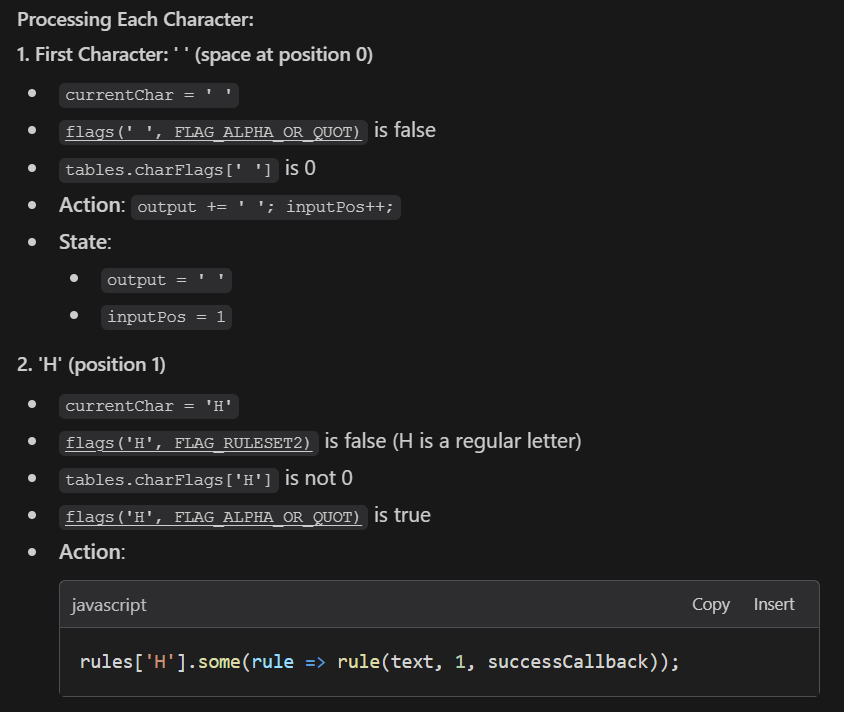 Processing Each Character:
1. First Character: ' ' (space at position 0)
• currentChar = ' '
• flags(' ', FLAG_ALPHA_OR_QUOT) is false
• tables.charFlags[' '] is 0
• Action: output += ' '; inputPos++;
• State:
• output = ' '
• inputPos = 1
2. 'H' (position 1)
• currentChar = 'H'
• flags('H', FLAG_RULESET2) is false (H is a regular letter)
• tables.charFlags['H'] is not 0
• flags('H', FLAG_ALPHA_OR_QUOT) is true
• Action:
javascript Copy Insert
rules['H'].some(rule => rule(text, 1, successCallback));